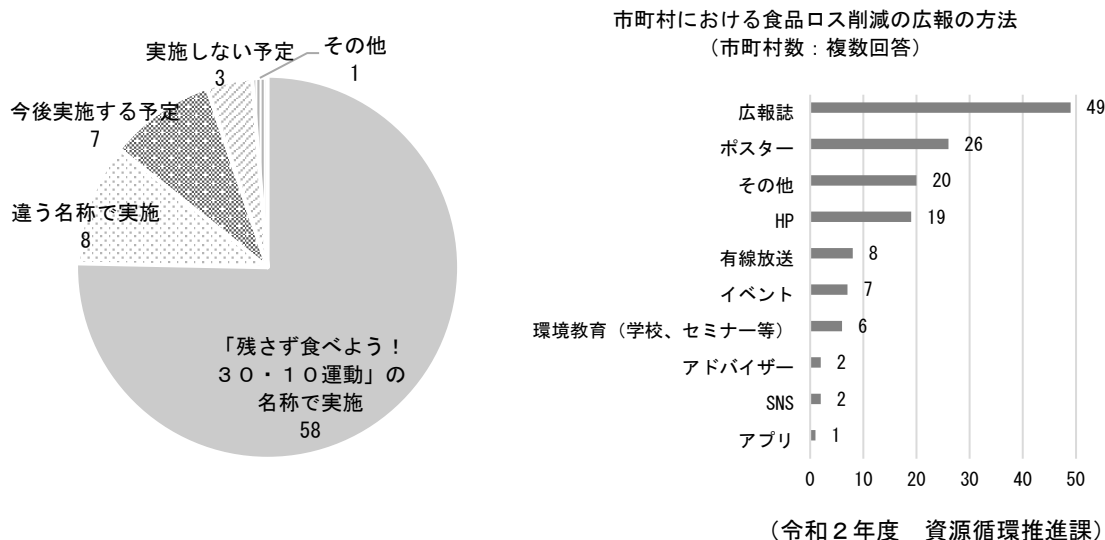 実施しない予定
3
その他
1
今後実施する予定
7
違う名称で実施
8
「残さず食べよう！
３０・１０運動」の
名称で実施
58
市町村における食品ロス削減の広報の方法
（市町村数：複数回答）
広報誌 49
ポスター 26
その他 20
HP 19
有線放送 8
イベント 7
環境教育（学校、セミナー等） 6
アドバイザー 2
SNS 2
アプリ 1
0 10 20 30 40 50
（令和２年度　資源循環推進課）